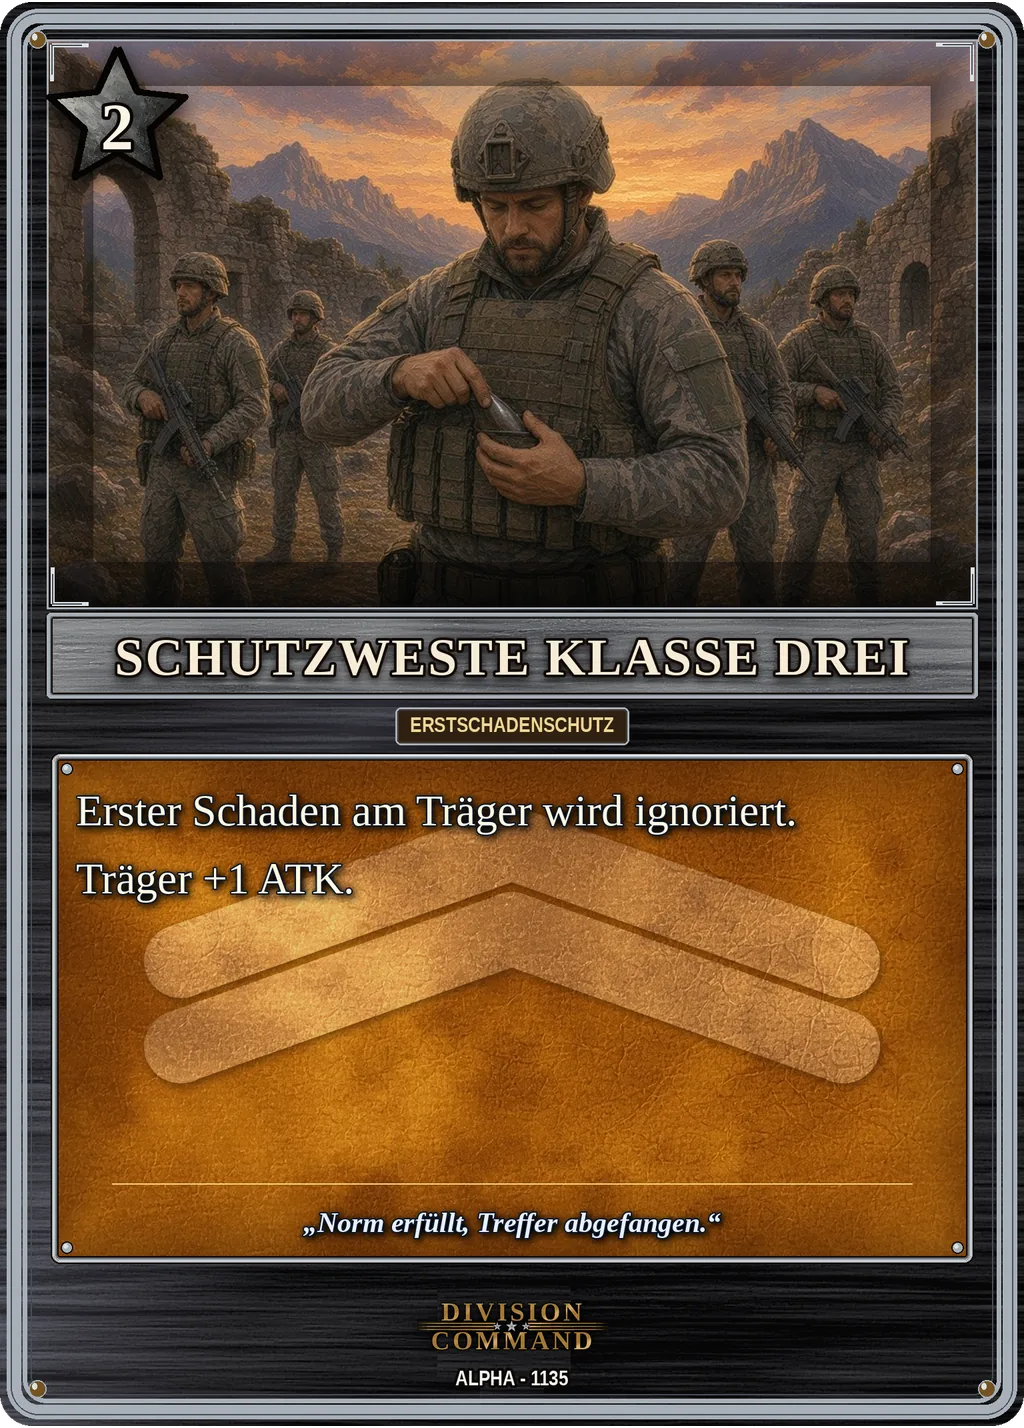 2
SCHUTZWESTE KLASSE DREI
ERSTSCHADENSCHUTZ
Erster Schaden am Träger wird ignoriert.
Träger +1 ATK.
„Norm erfüllt, Treffer abgefangen.“
DIVISION
COMMAND
ALPHA - 1135